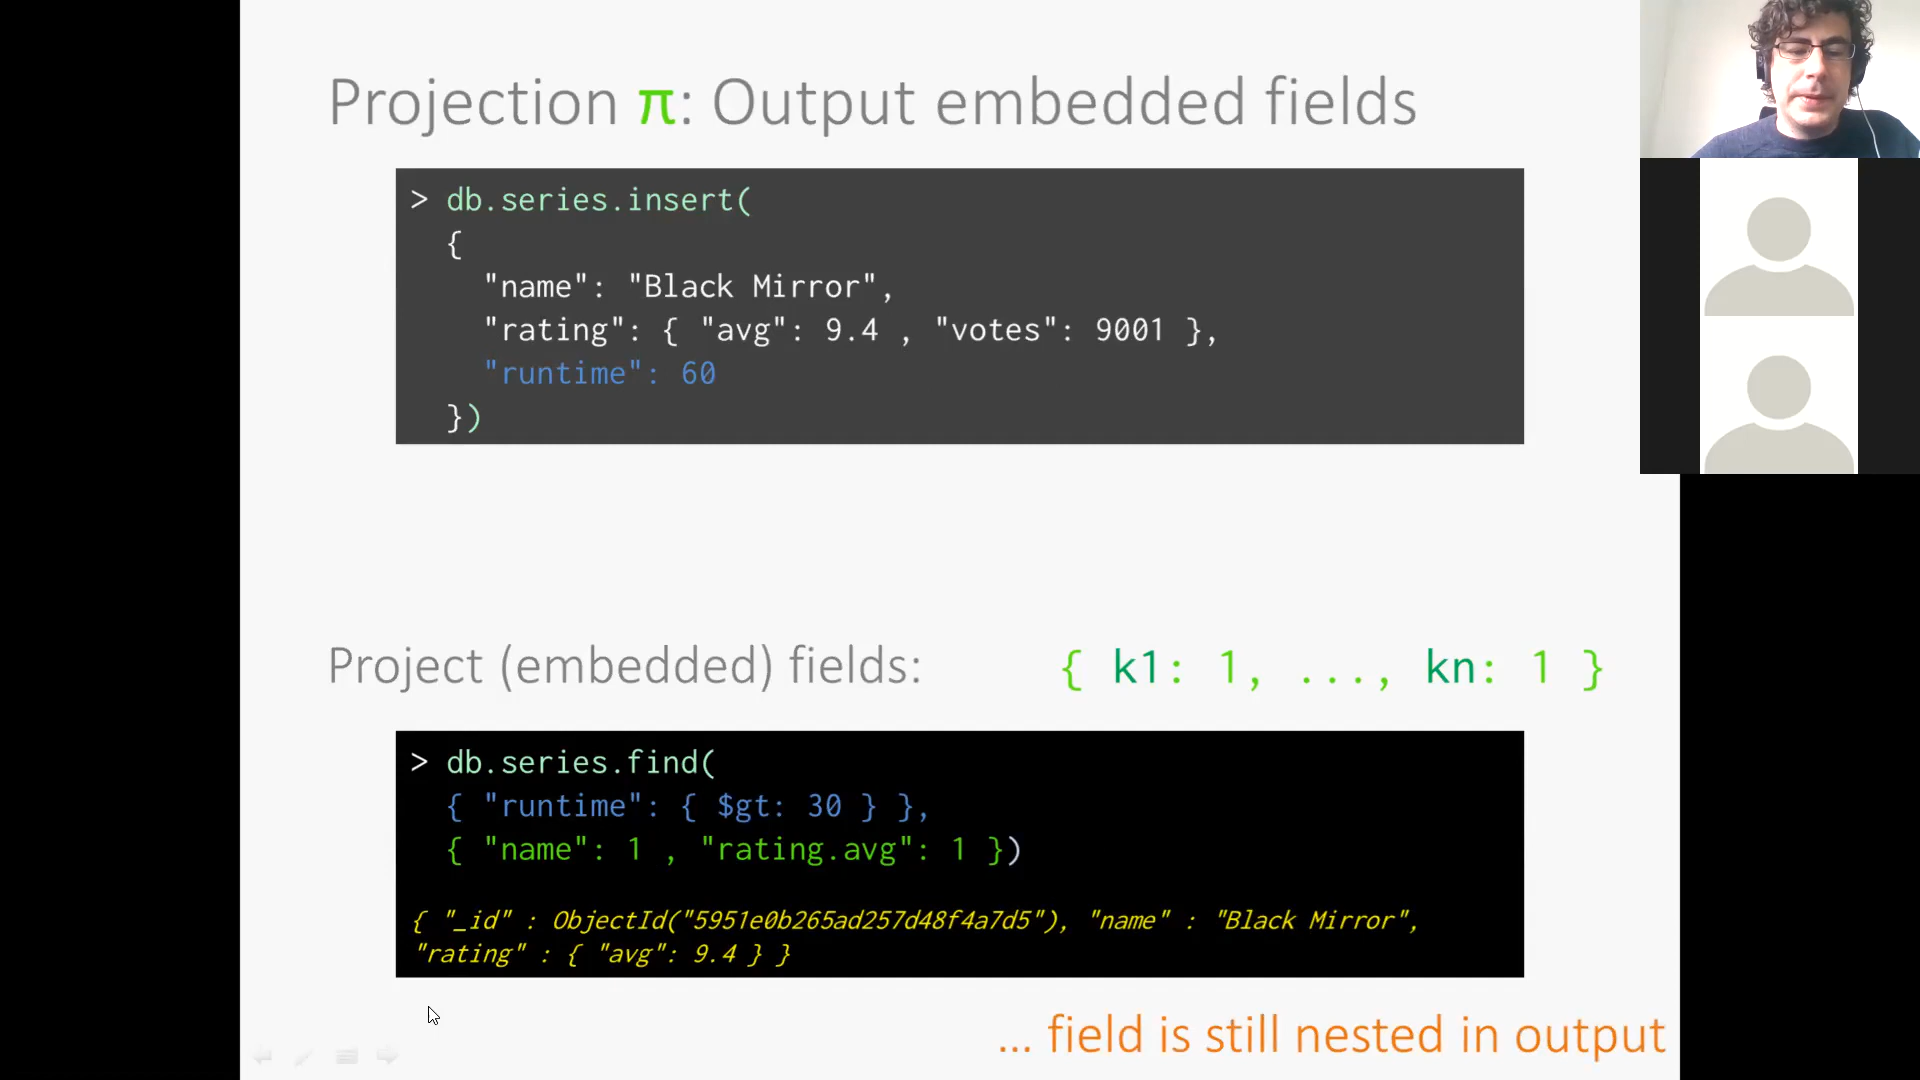 Projection π: Output embedded fields
> db.series.insert(
{
"name": "Black Mirror",
"rating": { "avg": 9.4 , "votes": 9001 },
"runtime": 60
})
Project (embedded) fields: { k1: 1, ..., kn: 1 }
> db.series.find(
{ "runtime": { $gt: 30 } },
{ "name": 1 , "rating.avg": 1 })
{ "_id" : ObjectId("5951e0b265ad257d48f4a7d5"), "name" : "Black Mirror",
"rating" : { "avg": 9.4 } }
... field is still nested in output